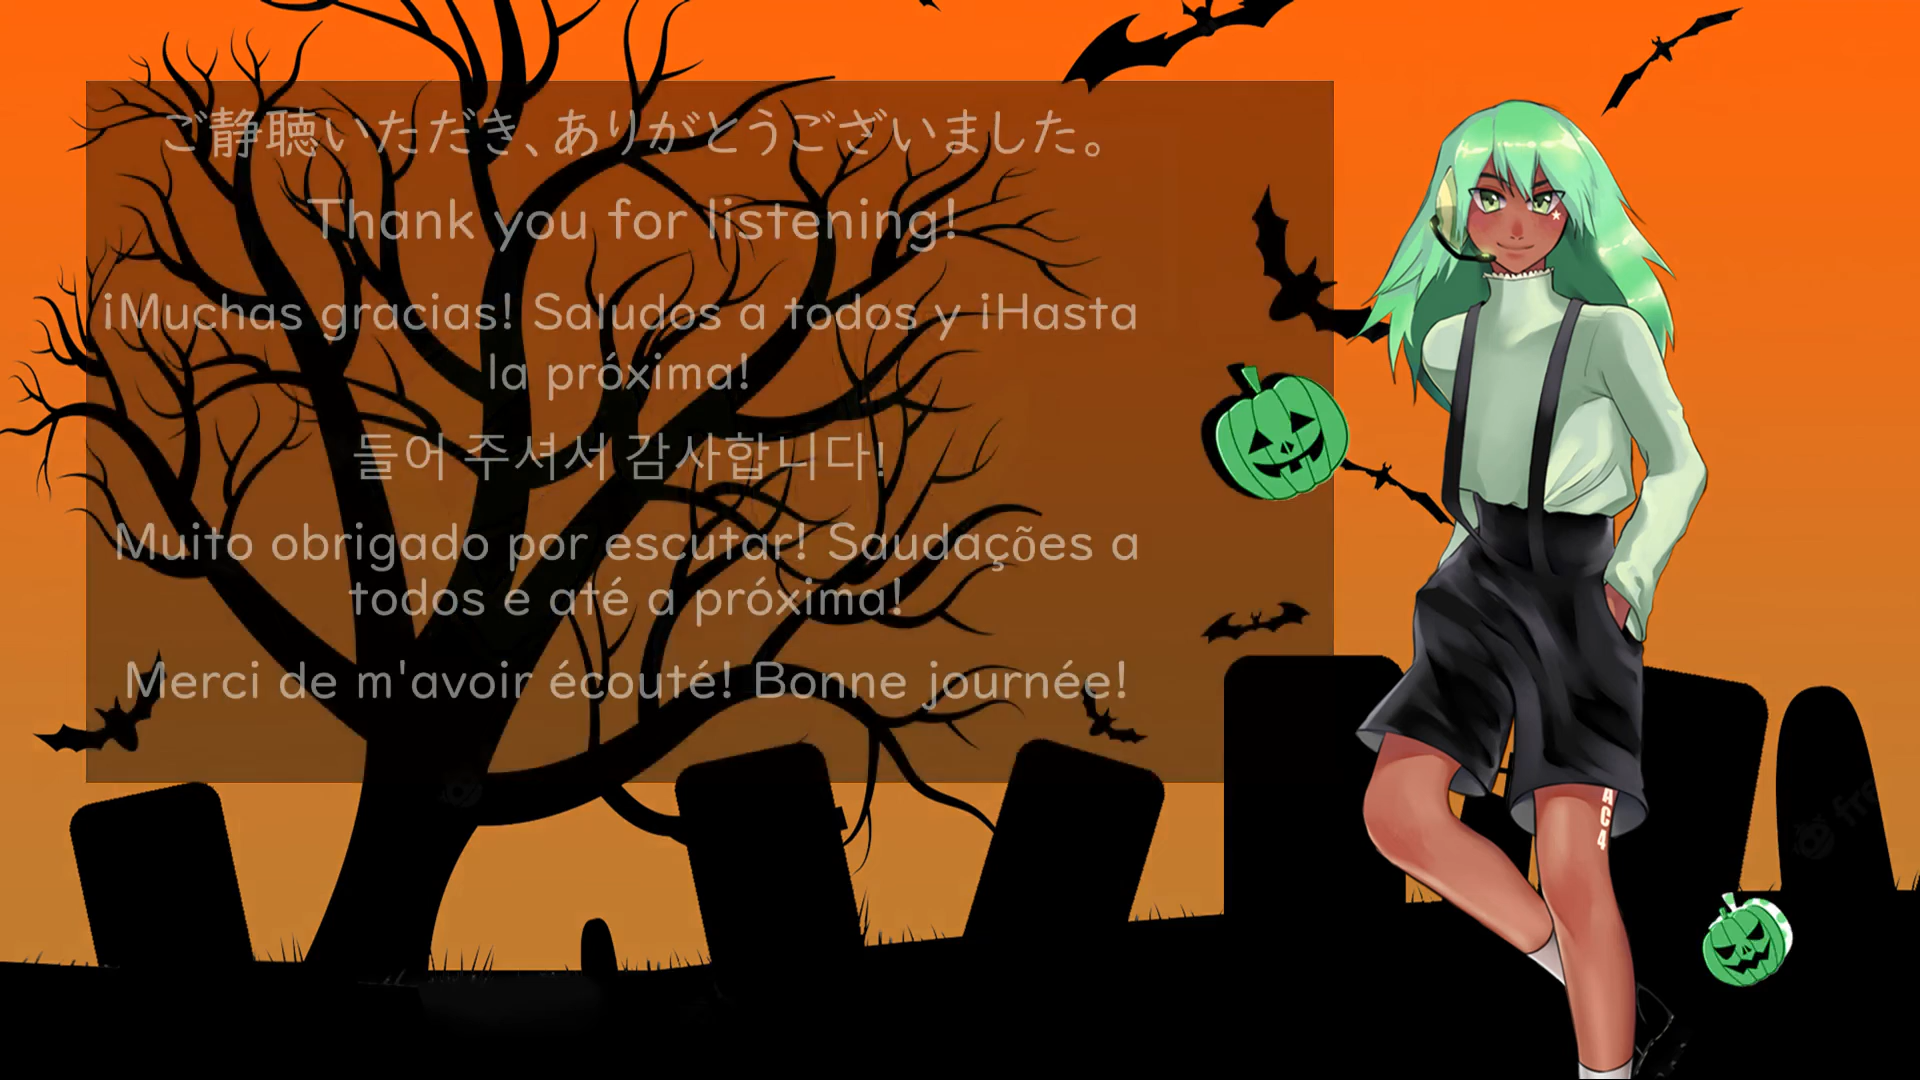 ご静聴いただき、ありがとうございました。
Thank you for listening!
¡Muchas gracias! Saludos a todos y ¡Hasta
la próxima!
들어 주셔서 감사합니다!
Muito obrigado por escutar! Saudações a
todos e até a próxima!
Merci de m'avoir écouté! Bonne journée!
AC4